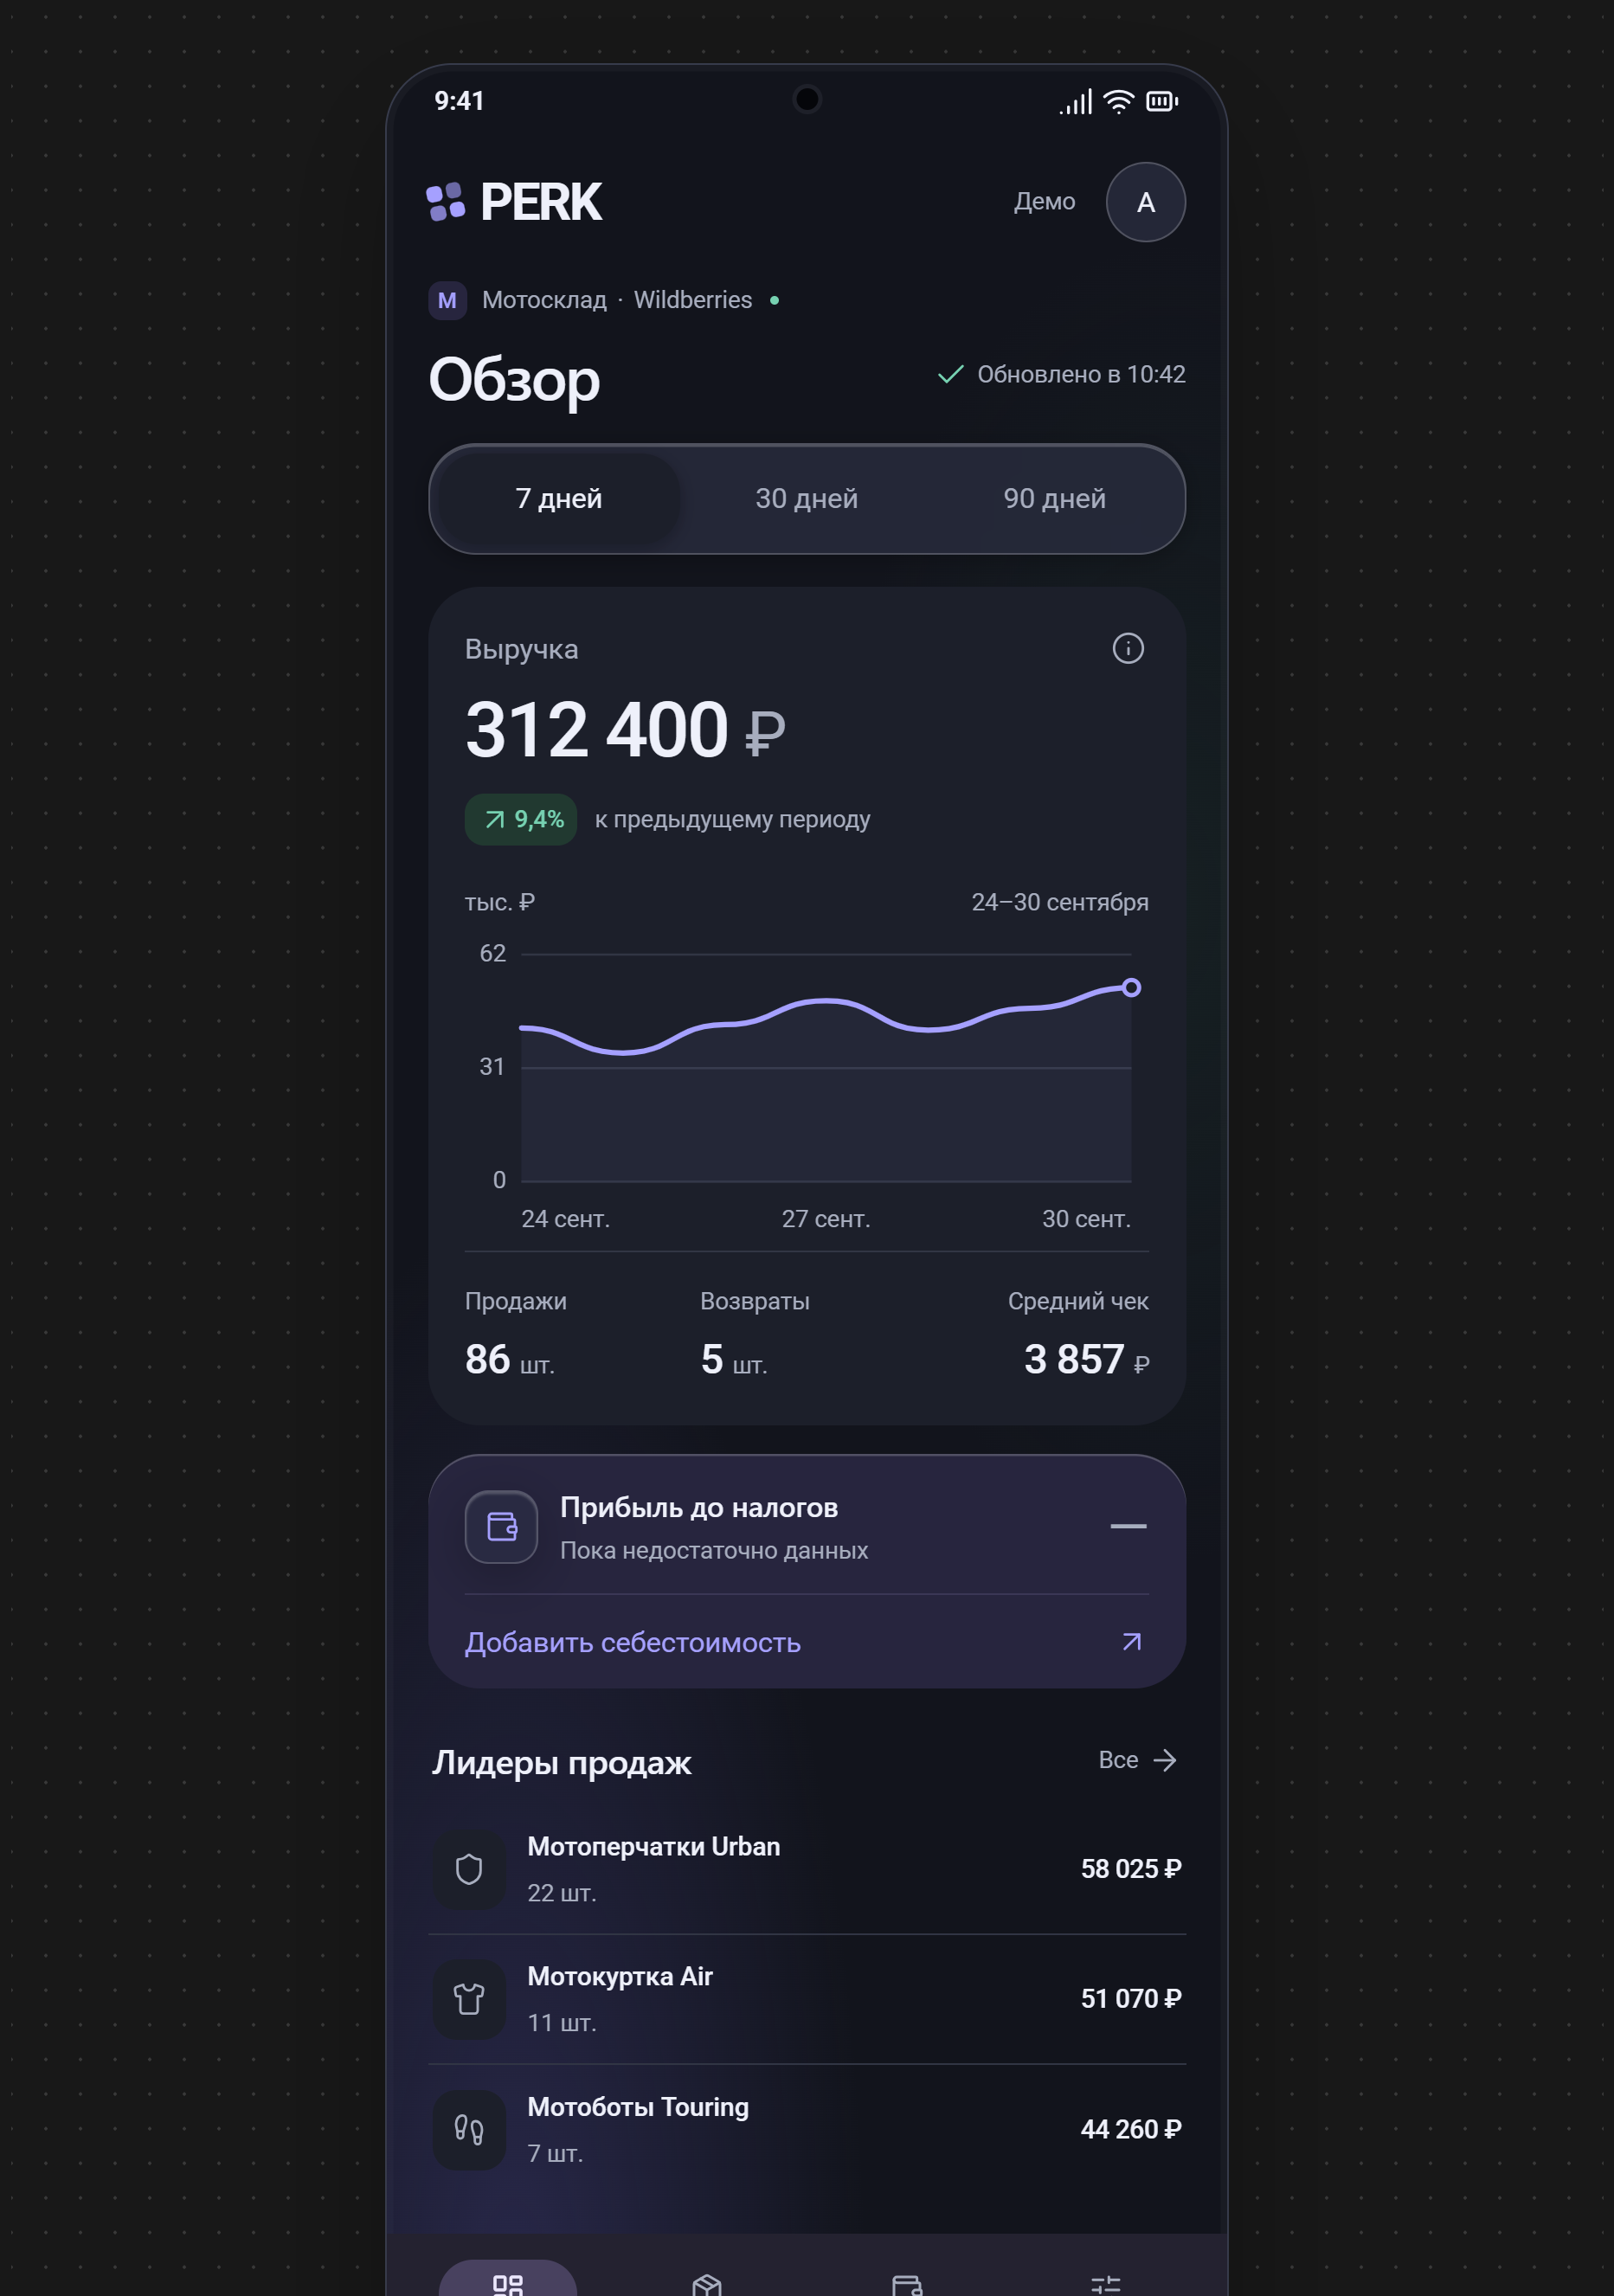 9:41
PERK
Демо
А
М
Мотосклад · Wildberries
Обзор
Обновлено в 10:42
7 дней
30 дней
90 дней
Выручка
312 400 ₽
9,4%
к предыдущему периоду
тыс. ₽
24–30 сентября
62
31
0
24 сент.
27 сент.
30 сент.
Продажи
Возвраты
Средний чек
86 шт.
5 шт.
3 857 ₽
Прибыль до налогов
Пока недостаточно данных
—
Добавить себестоимость
Лидеры продаж
Все
Мотоперчатки Urban
22 шт.
58 025 ₽
Мотокуртка Air
11 шт.
51 070 ₽
Мотоботы Touring
7 шт.
44 260 ₽